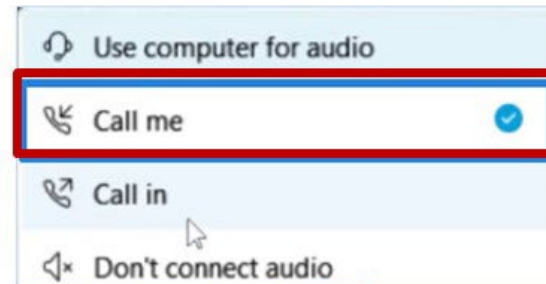 Use computer for audio
Call me
Call in
Don't connect audio